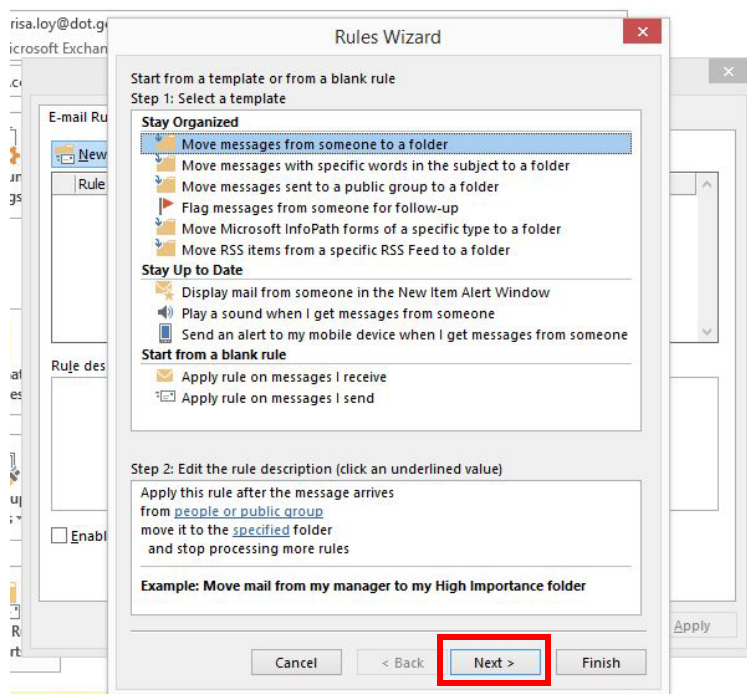 risa.loy@dot.g
icrosoft Exchan
Rules Wizard
E-mail Ru
New
Rule
Rule des
Enabl
Apply
Start from a template or from a blank rule
Step 1: Select a template
Stay Organized
Move messages from someone to a folder
Move messages with specific words in the subject to a folder
Move messages sent to a public group to a folder
Flag messages from someone for follow-up
Move Microsoft InfoPath forms of a specific type to a folder
Move RSS items from a specific RSS Feed to a folder
Stay Up to Date
Display mail from someone in the New Item Alert Window
Play a sound when I get messages from someone
Send an alert to my mobile device when I get messages from someone
Start from a blank rule
Apply rule on messages I receive
Apply rule on messages I send
Step 2: Edit the rule description (click an underlined value)
Apply this rule after the message arrives
from people or public group
move it to the specified folder
and stop processing more rules
Example: Move mail from my manager to my High Importance folder
Cancel
< Back
Next >
Finish